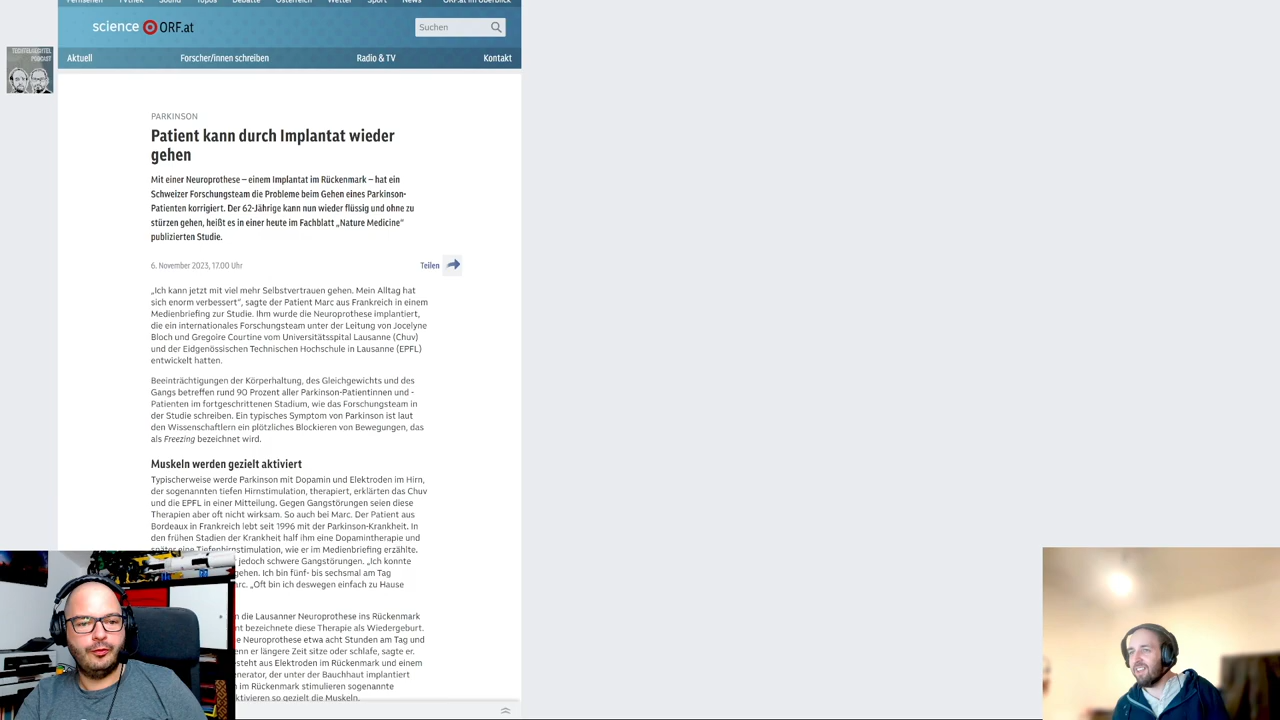 Fernsehen TVthek Sound Topos Debatte Österreich Wetter Sport News ORF.at im Überblick
science ORF.at
Suchen
Aktuell Forscher/innen schreiben Radio & TV Kontakt
PODCAST
PARKINSON
Patient kann durch Implantat wieder
gehen
Mit einer Neuroprothese – einem Implantat im Rückenmark – hat ein
Schweizer Forschungsteam die Probleme beim Gehen eines Parkinson-
Patienten korrigiert. Der 62-Jährige kann nun wieder flüssig und ohne zu
stürzen gehen, heißt es in einer heute im Fachblatt „Nature Medicine“
publizierten Studie.
6. November 2023, 17.00 Uhr
Teilen
„Ich kann jetzt mit viel mehr Selbstvertrauen gehen. Mein Alltag hat
sich enorm verbessert“, sagte der Patient Marc aus Frankreich in einem
Medienbriefing zur Studie. Ihm wurde die Neuroprothese implantiert,
die ein internationales Forschungsteam unter der Leitung von Jocelyne
Bloch und Gregoire Courtine vom Universitätsspital Lausanne (Chuv)
und der Eidgenössischen Technischen Hochschule in Lausanne (EPFL)
entwickelt hatten.
Beeinträchtigungen der Körperhaltung, des Gleichgewichts und des
Gangs betreffen rund 90 Prozent aller Parkinson-Patientinnen und -
Patienten im fortgeschrittenen Stadium, wie das Forschungsteam in
der Studie schreiben. Ein typisches Symptom von Parkinson ist laut
den Wissenschaftlern ein plötzliches Blockieren von Bewegungen, das
als Freezing bezeichnet wird.
Muskeln werden gezielt aktiviert
Typischerweise werde Parkinson mit Dopamin und Elektroden im Hirn,
der sogenannten tiefen Hirnstimulation, therapiert, erklärten das Chuv
und die EPFL in einer Mitteilung. Gegen Gangstörungen seien diese
Therapien aber oft nicht wirksam. So auch bei Marc. Der Patient aus
Bordeaux in Frankreich lebt seit 1996 mit der Parkinson-Krankheit. In
den frühen Stadien der Krankheit half ihm eine Dopamintherapie und
später eine Tiefenhirnstimulation, wie er im Medienbriefing erzählte.
jedoch schwere Gangstörungen. „Ich konnte
gehen. Ich bin fünf- bis sechsmal am Tag
„Oft bin ich deswegen einfach zu Hause
die Lausanner Neuroprothese ins Rückenmark
bezeichnete diese Therapie als Wiedergeburt.
Neuroprothese etwa acht Stunden am Tag und
er längere Zeit sitze oder schlafe, sagte er.
aus Elektroden im Rückenmark und einem
der unter der Bauchhaut implantiert
im Rückenmark stimulieren sogenannte
so gezielt die Muskeln.